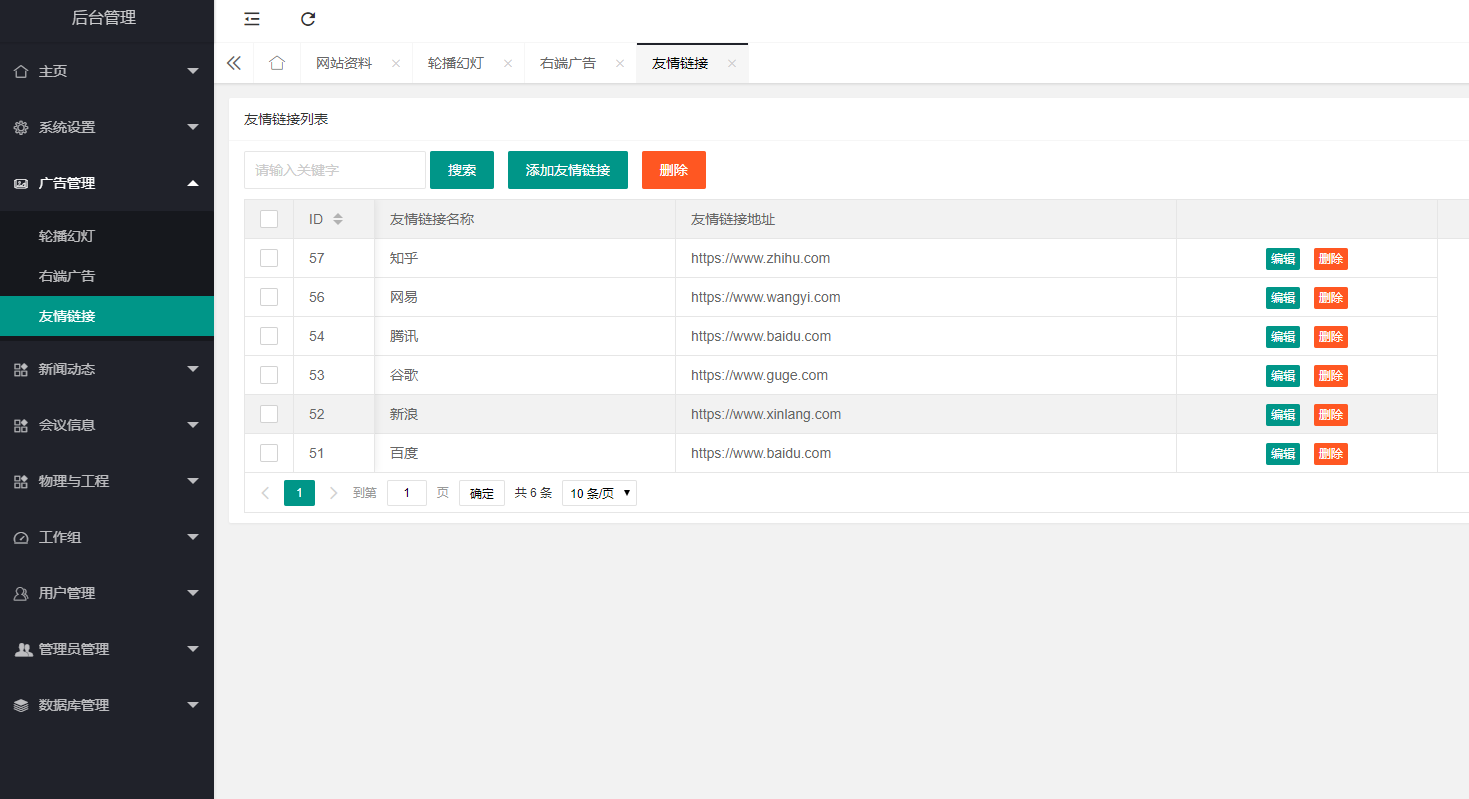 后台管理
主页
系统设置
广告管理
轮播幻灯
右端广告
友情链接
新闻动态
会议信息
物理与工程
工作组
用户管理
管理员管理
数据库管理
网站资料 轮播幻灯 右端广告 友情链接
友情链接列表
请输入关键字 搜索 添加友情链接 删除
ID 友情链接名称 友情链接地址
57 知乎 https://www.zhihu.com 编辑 删除
56 网易 https://www.wangyi.com 编辑 删除
54 腾讯 https://www.baidu.com 编辑 删除
53 谷歌 https://www.guge.com 编辑 删除
52 新浪 https://www.xinlang.com 编辑 删除
51 百度 https://www.baidu.com 编辑 删除
1 到第 1 页 确定 共 6 条 10 条/页